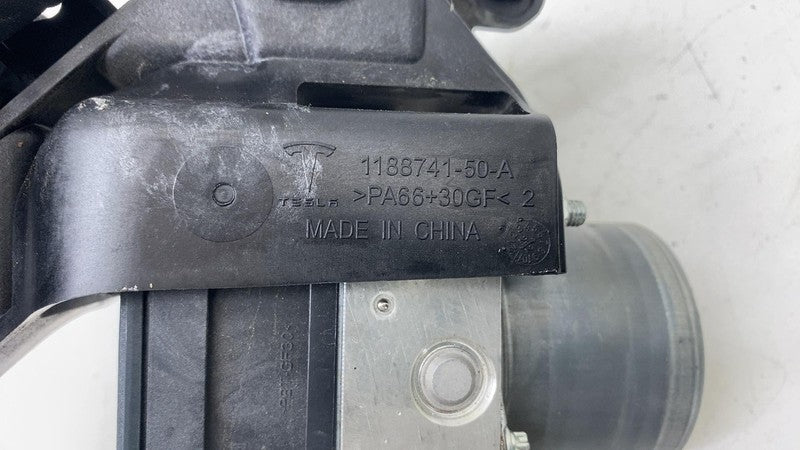 1188741-50-A
TESLA
>PA66+30GF< 2
MADE IN CHINA